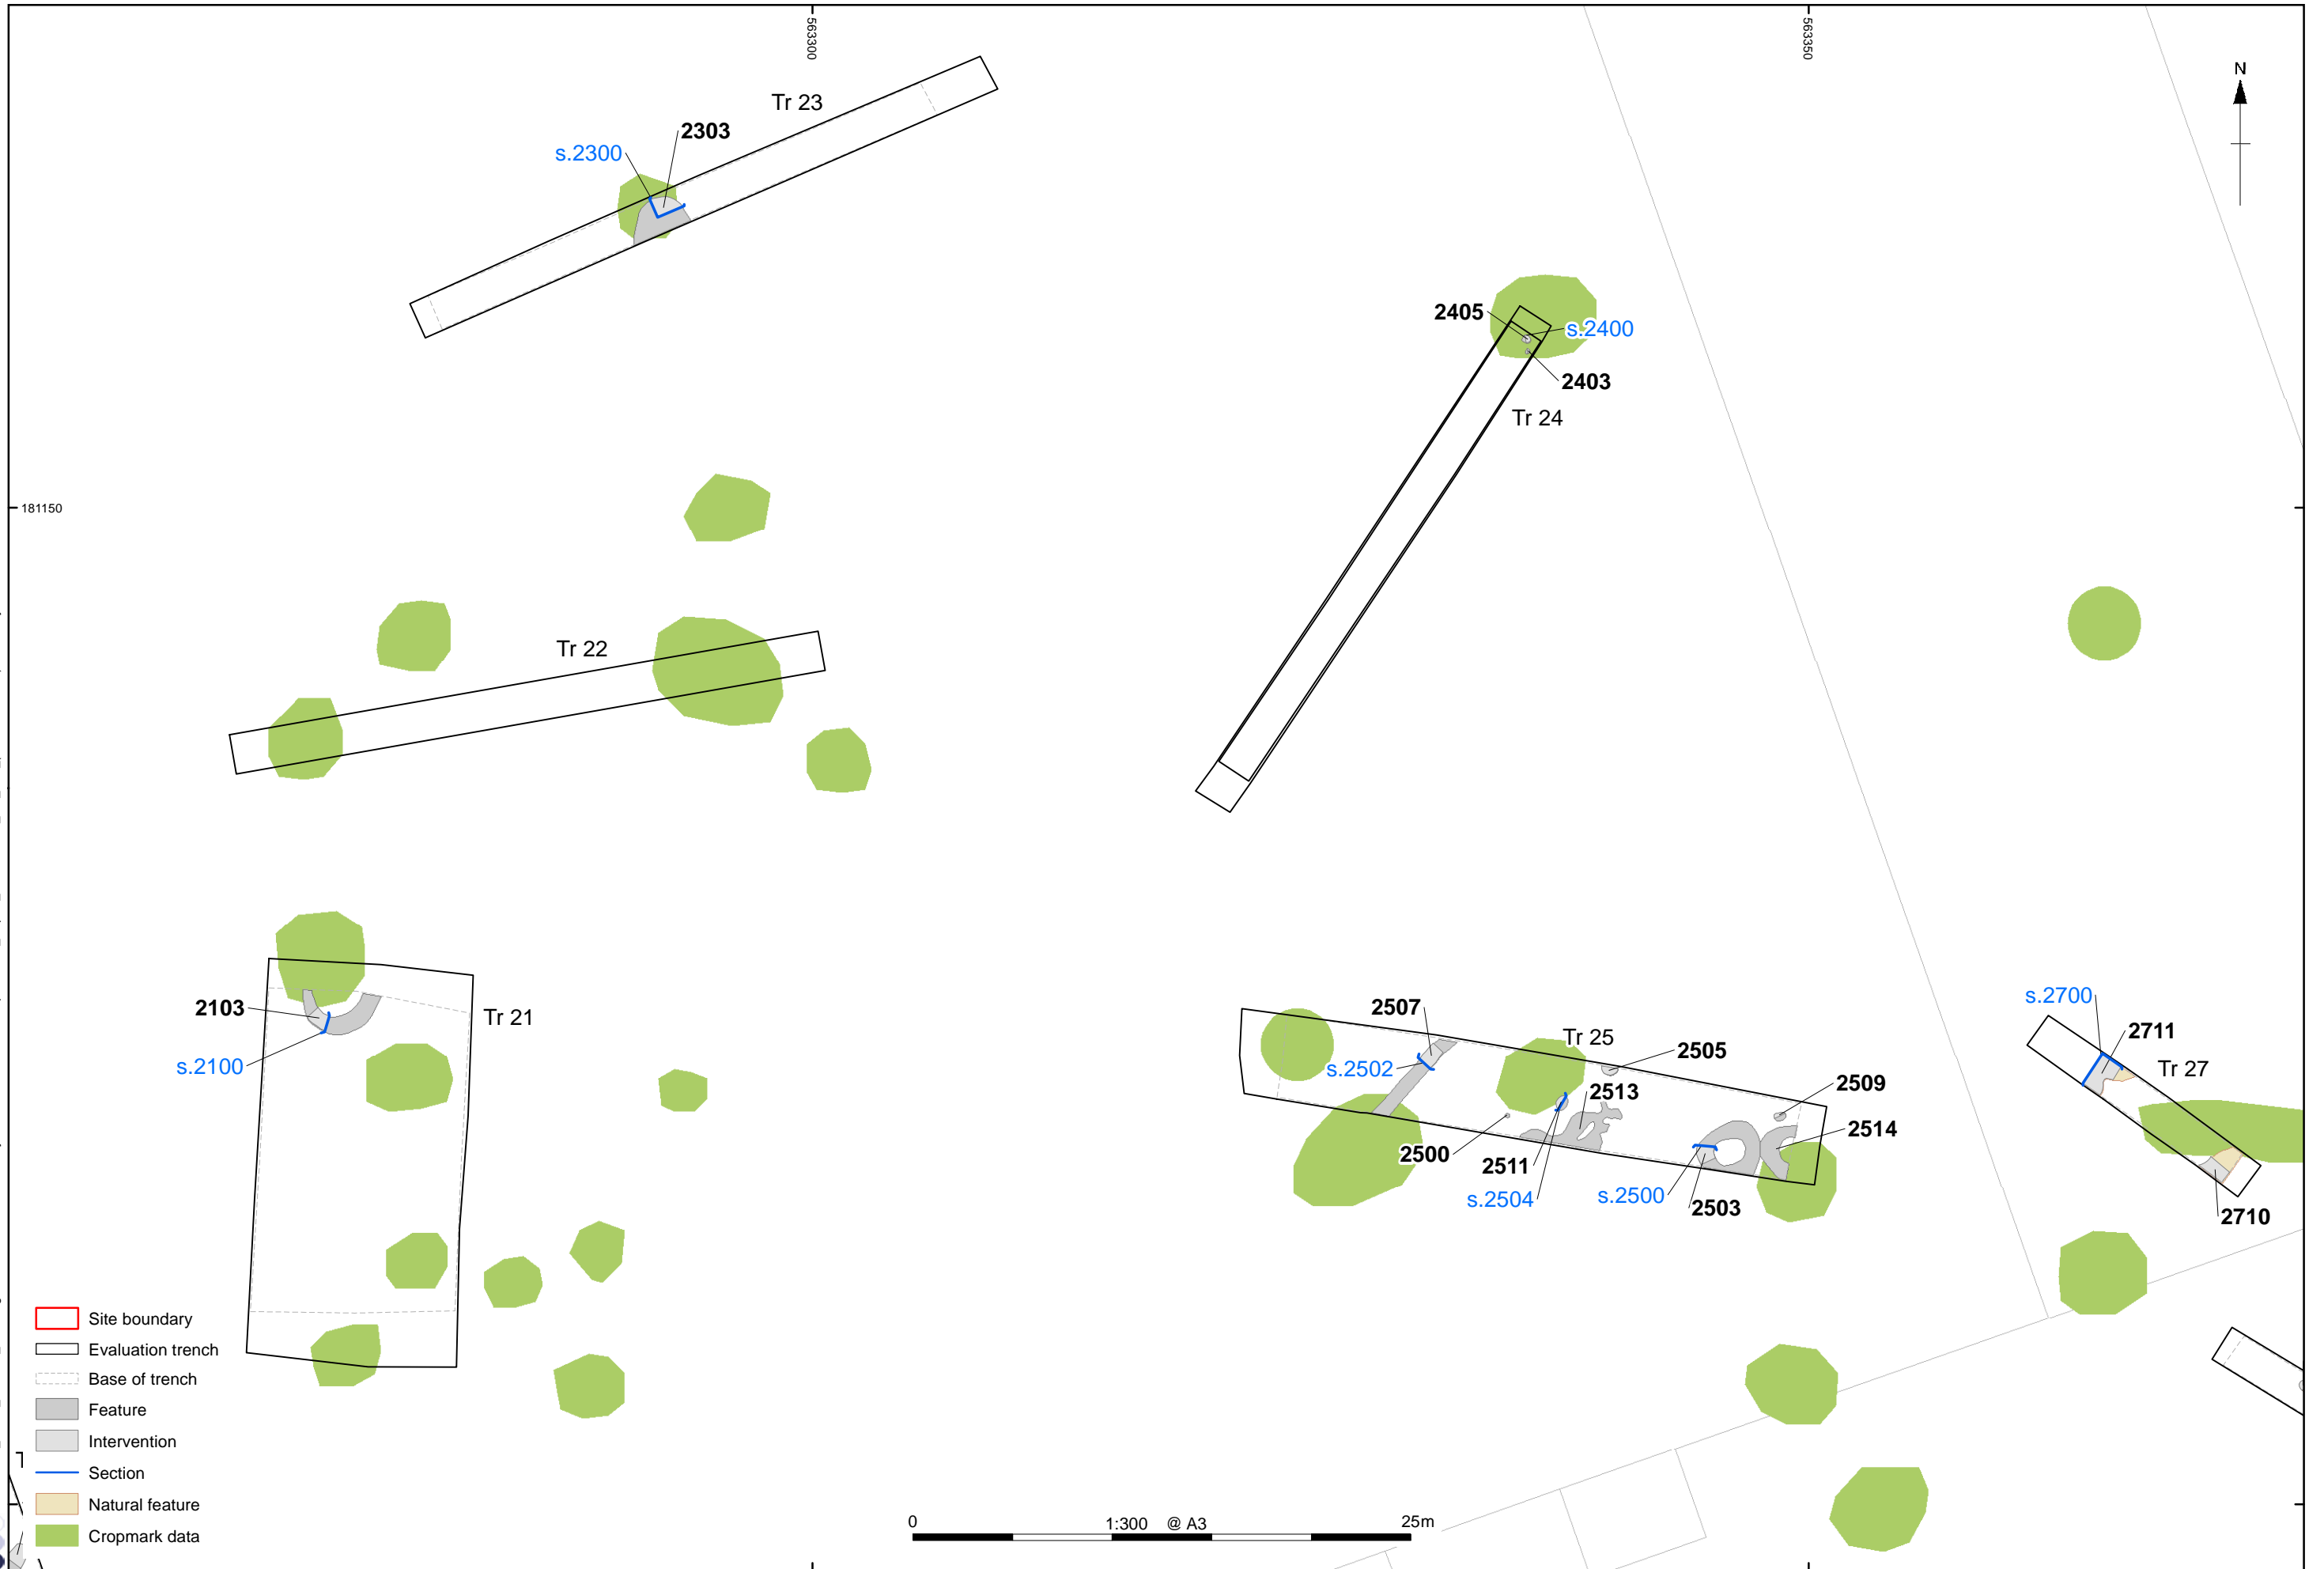 563300
563350
N
Tr 23
2303
s.2300
2405
s.2400
2403
Tr 24
181150
Tr 22
2103
Tr 21
s.2100
2507
Tr 25
s.2502
2505
2513
2509
2514
2500
2511
s.2504
s.2500
2503
s.2700
2711
Tr 27
2710
Site boundary
Evaluation trench
Base of trench
Feature
Intervention
Section
Natural feature
Cropmark data
0 1:300 @ A3 25m